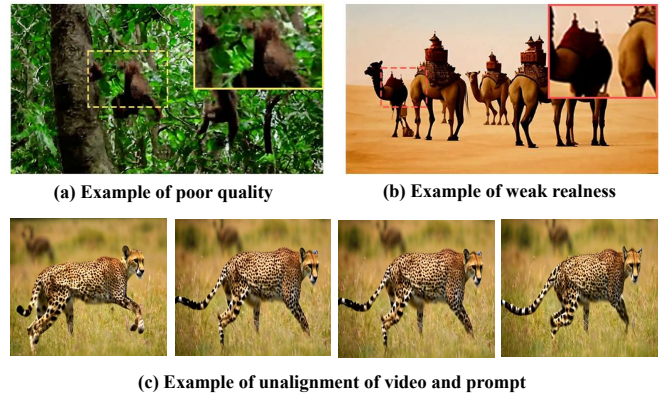 (a) Example of poor quality
(b) Example of weak realness
(c) Example of unalignment of video and prompt